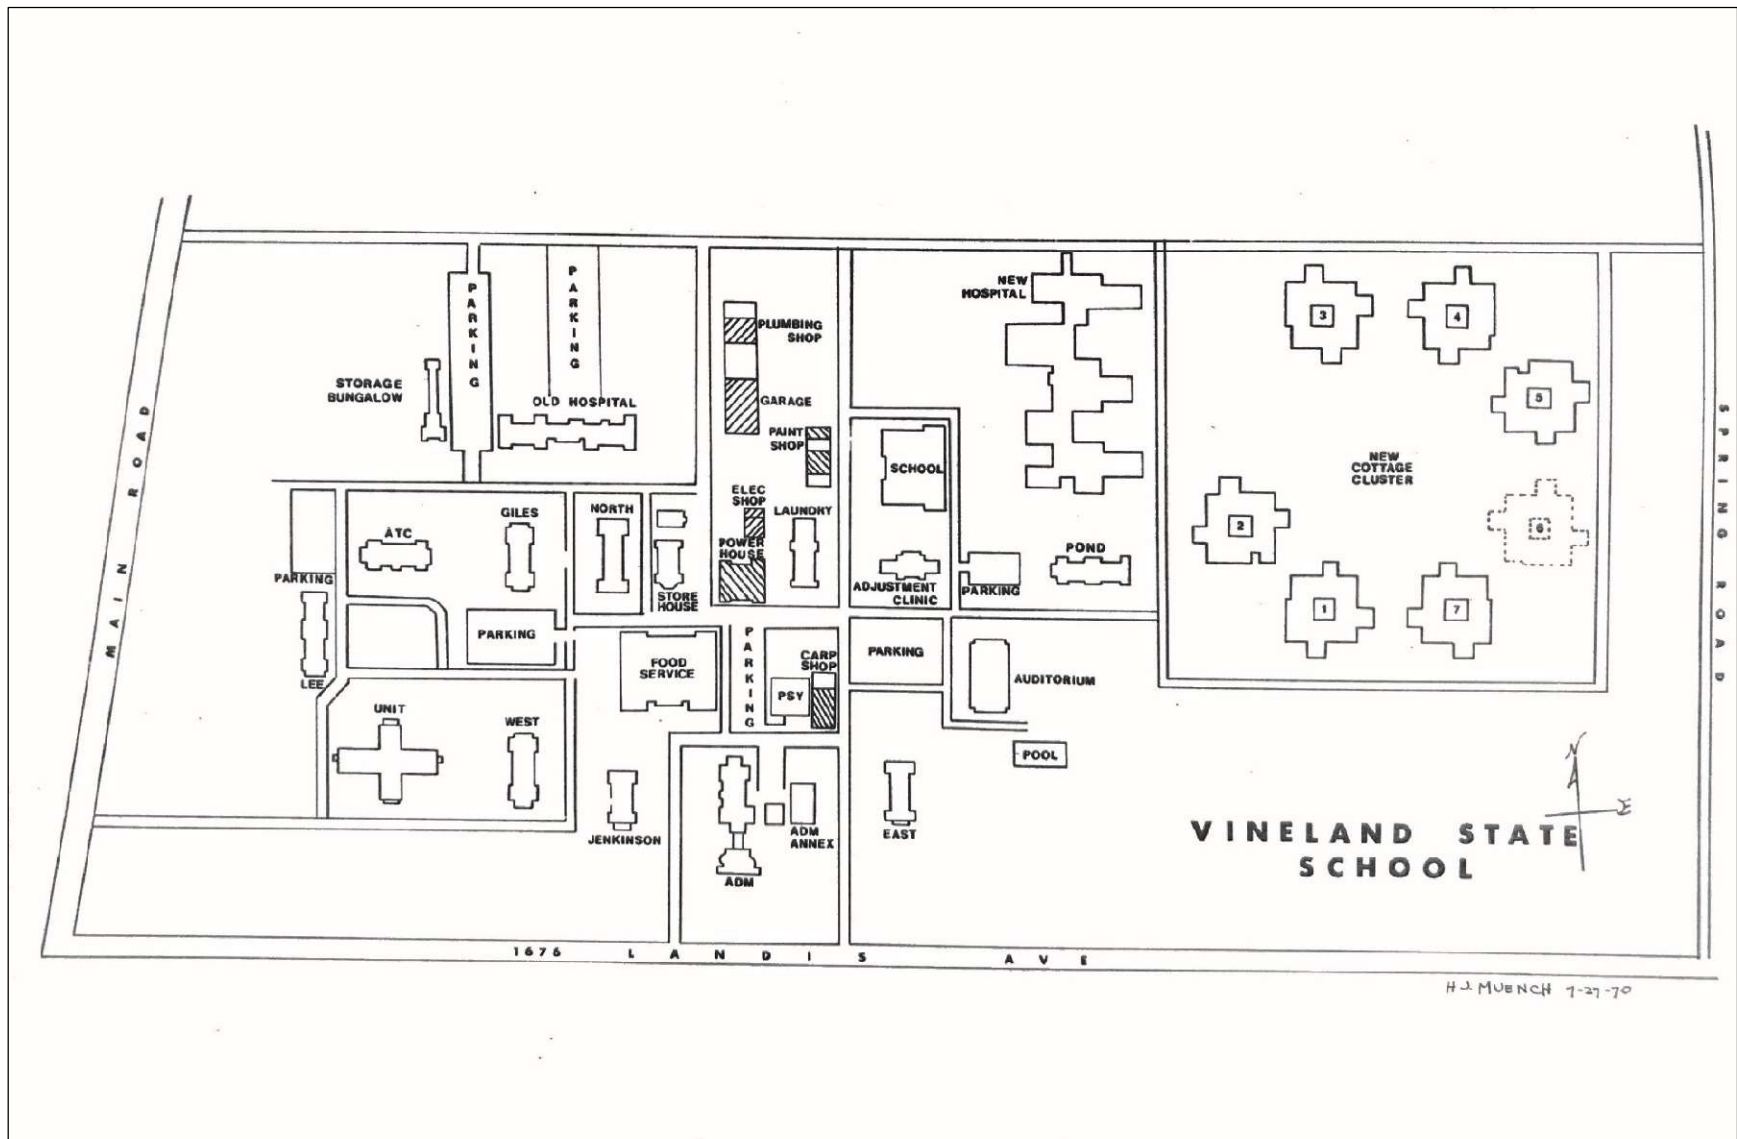 MAIN ROAD
PARKING
PARKING
STORAGE
BUNGALOW
OLD HOSPITAL
PLUMBING
SHOP
GARAGE
PAINT
SHOP
NEW
HOSPITAL
SCHOOL
3
4
5
NEW
COTTAGE
CLUSTER
2
6
1
7
SPRING ROAD
ATC
GILES
NORTH
STORE
HOUSE
ELEC
SHOP
POWER
HOUSE
LAUNDRY
ADJUSTMENT
CLINIC
PARKING
POND
PARKING
LEE
PARKING
FOOD
SERVICE
PARKING
CARP
SHOP
PSY
PARKING
AUDITORIUM
UNIT
WEST
JENKINSON
ADM
ADM
ANNEX
EAST
POOL
N
E
VINELAND STATE
SCHOOL
1675 LANDIS AVE
H.J. MUENCH 7-27-70